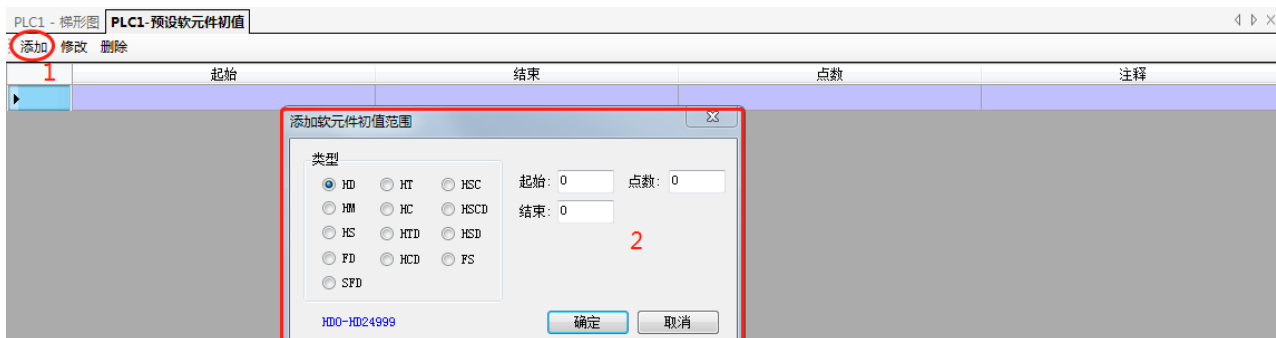 PLC1 - 梯形图 PLC1-预设软元件初值
添加 修改 删除
1 起始 结束 点数 注释
添加软元件初值范围
类型
HD HT HSC 起始: 0 点数: 0
HM HC HSCD 结束: 0
HS HTD HSD 2
FD HCD FS
SFD
HD0-HD24999 确定 取消